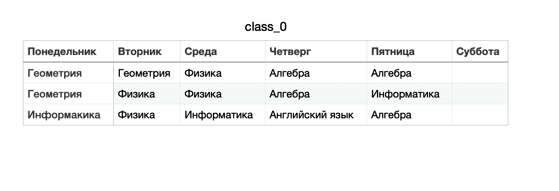 class_0
Понедельник Вторник Среда Четверг Пятница Суббота
Геометрия Геометрия Физика Алгебра Алгебра
Геометрия Физика Физика Алгебра Информатика
Информакика Физика Информатика Английский язык Алгебра